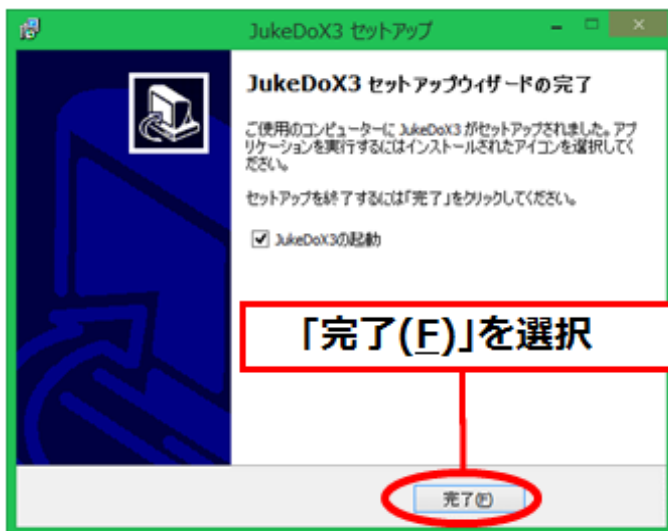 JukeDoX3 セットアップ
JukeDoX3 セットアップウィザードの完了
ご使用のコンピューターに JukeDoX3 がセットアップされました。アプ
リケーションを実行するにはインストールされたアイコンを選択してく
ださい。
セットアップを終了するには「完了」をクリックしてください。
JukeDoX3の起動
「完了(F)」を選択
完了(F)